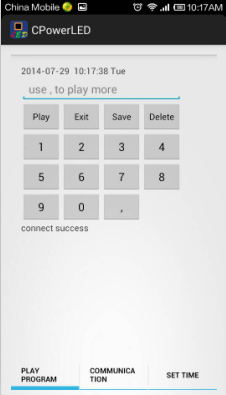 China Mobile 10:17AM
CPowerLED
2014-07-29 10:17:38 Tue
use , to play more
Play Exit Save Delete
1 2 3 4
5 6 7 8
9 0 ,
connect success
PLAY PROGRAM
COMMUNICA
TION
SET TIME